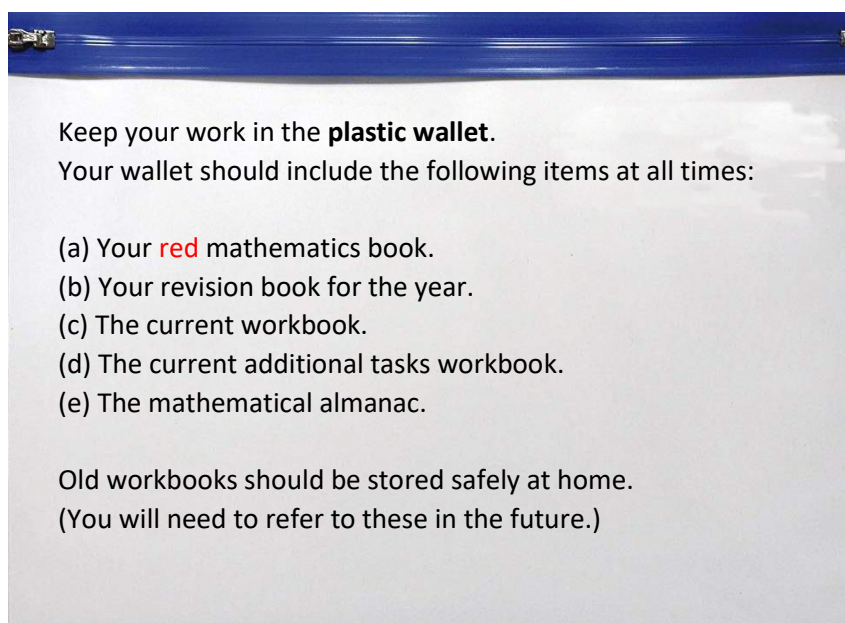 Keep your work in the plastic wallet.
Your wallet should include the following items at all times:
(a) Your red mathematics book.
(b) Your revision book for the year.
(c) The current workbook.
(d) The current additional tasks workbook.
(e) The mathematical almanac.
Old workbooks should be stored safely at home.
(You will need to refer to these in the future.)